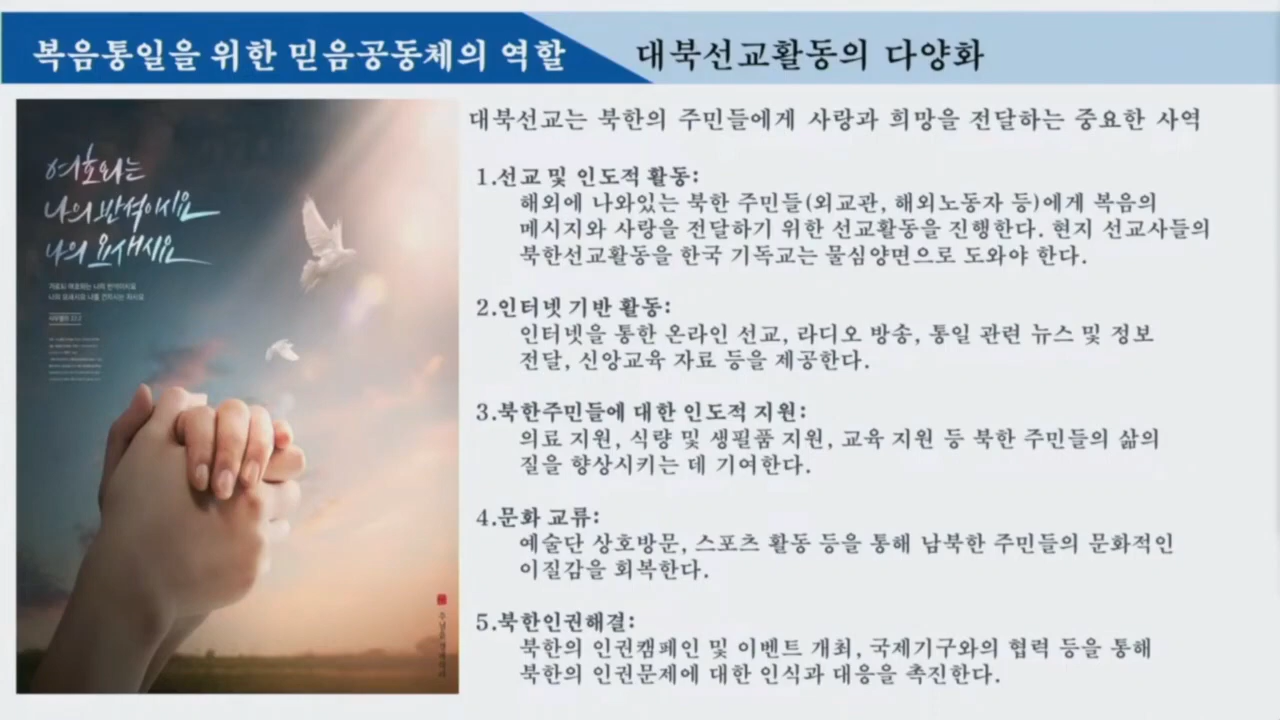 복음통일을 위한 믿음공동체의 역할
대북선교활동의 다양화
여호와는
나의 반석이시요
나의 요새시요
대북선교는 북한의 주민들에게 사랑과 희망을 전달하는 중요한 사역
1.선교 및 인도적 활동:
해외에 나와있는 북한 주민들(외교관, 해외노동자 등)에게 복음의
메시지와 사랑을 전달하기 위한 선교활동을 진행한다. 현지 선교사들의
북한선교활동을 한국 기독교는 물심양면으로 도와야 한다.
2.인터넷 기반 활동:
인터넷을 통한 온라인 선교, 라디오 방송, 통일 관련 뉴스 및 정보
전달, 신앙교육 자료 등을 제공한다.
3.북한주민들에 대한 인도적 지원:
의료 지원, 식량 및 생필품 지원, 교육 지원 등 북한 주민들의 삶의
질을 향상시키는 데 기여한다.
4.문화 교류:
예술단 상호방문, 스포츠 활동 등을 통해 남북한 주민들의 문화적인
이질감을 회복한다.
5.북한인권해결:
북한의 인권캠페인 및 이벤트 개최, 국제기구와의 협력 등을 통해
북한의 인권문제에 대한 인식과 대응을 촉진한다.